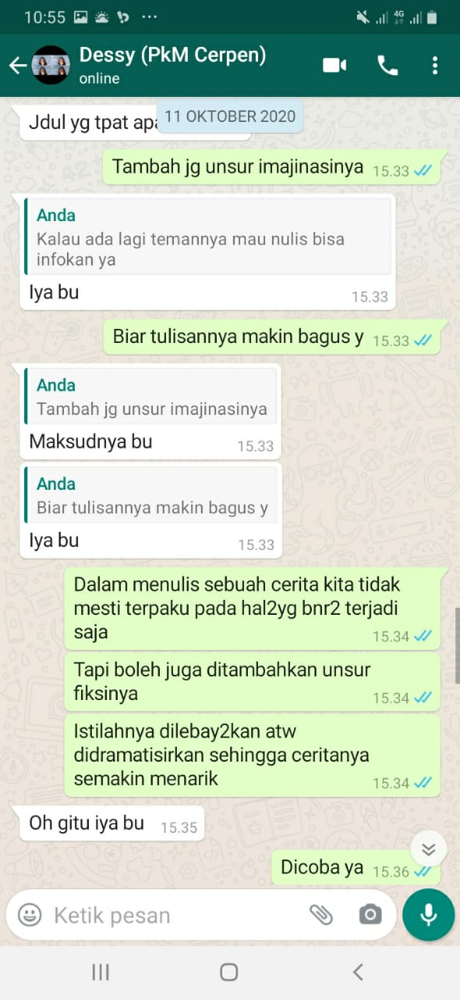 10:55
4G
Dessy (PkM Cerpen)
online
11 OKTOBER 2020
Jdul yg tpat apa
Tambah jg unsur imajinasinya 15.33
Anda
Kalau ada lagi temannya mau nulis bisa
infokan ya
Iya bu 15.33
Biar tulisannya makin bagus y 15.33
Anda
Tambah jg unsur imajinasinya
Maksudnya bu 15.33
Anda
Biar tulisannya makin bagus y
Iya bu 15.33
Dalam menulis sebuah cerita kita tidak
mesti terpaku pada hal2yg bnr2 terjadi
saja 15.34
Tapi boleh juga ditambahkan unsur
fiksinya 15.34
Istilahnya dilebay2kan atw
didramatisirkan sehingga ceritanya
semakin menarik 15.34
Oh gitu iya bu 15.35
Dicoba ya 15.36
Ketik pesan